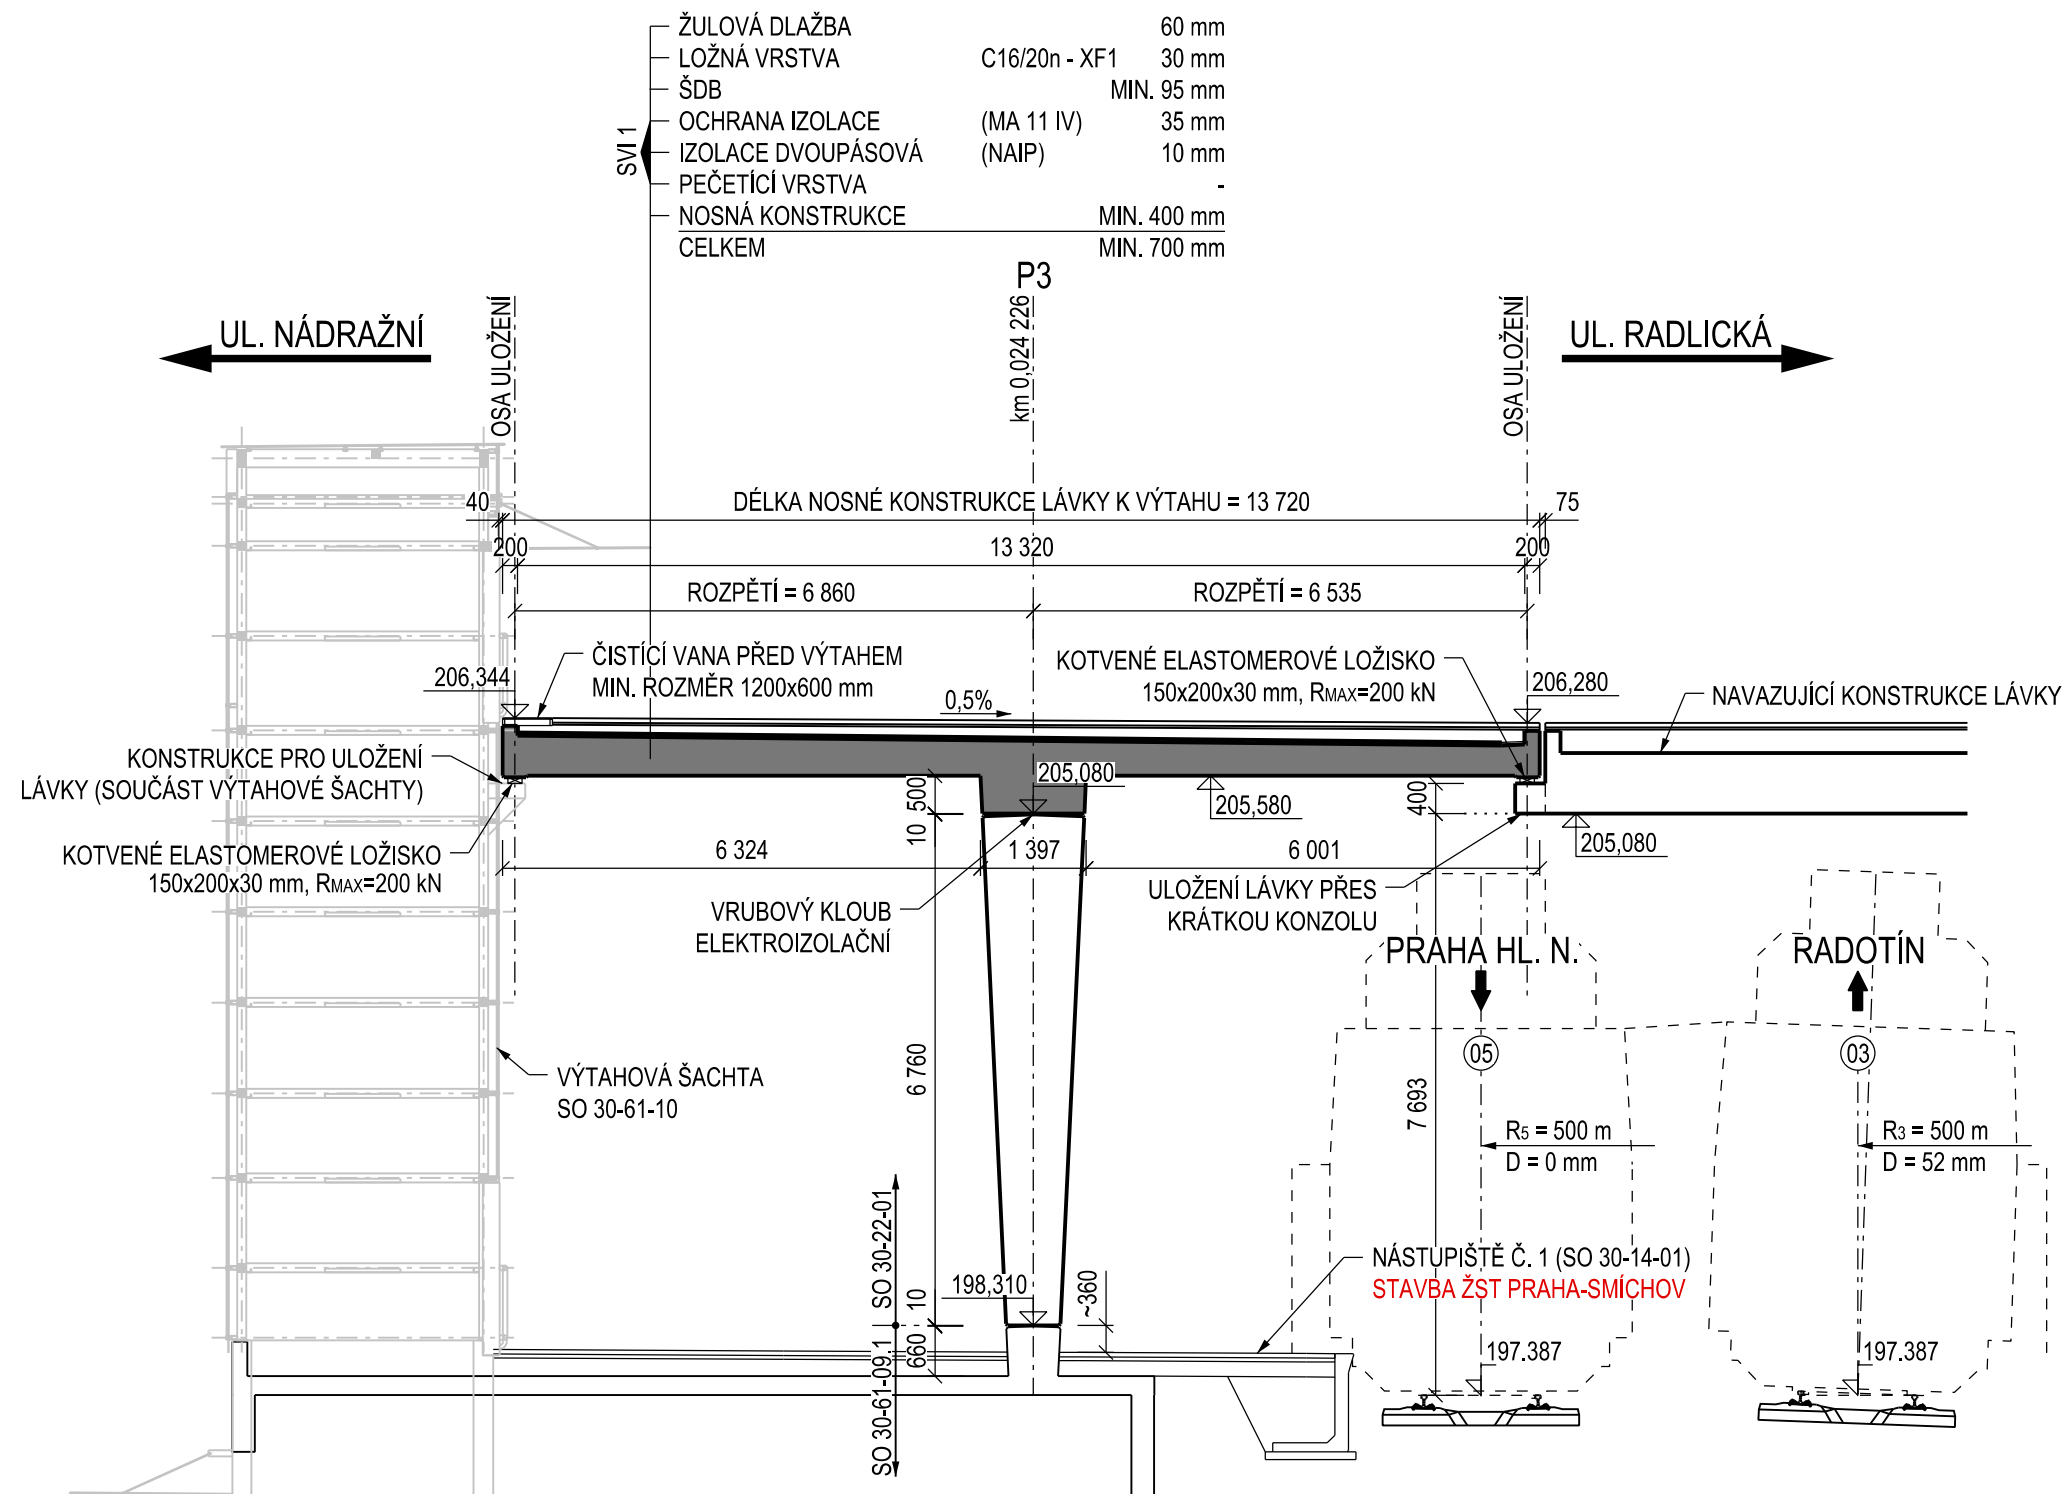 ŽULOVÁ DLAŽBA 60 mm
LOŽNÁ VRSTVA C16/20n - XF1 30 mm
ŠDB MIN. 95 mm
OCHRANA IZOLACE (MA 11 IV) 35 mm
IZOLACE DVOUPÁSOVÁ (NAIP) 10 mm
PEČETÍCÍ VRSTVA -
NOSNÁ KONSTRUKCE MIN. 400 mm
CELKEM MIN. 700 mm
SVI 1
P3
km 0,024 226
OSA ULOŽENÍ
OSA ULOŽENÍ
UL. NÁDRAŽNÍ
UL. RADLICKÁ
40
DÉLKA NOSNÉ KONSTRUKCE LÁVKY K VÝTAHU = 13 720
75
200
13 320
200
ROZPĚTÍ = 6 860
ROZPĚTÍ = 6 535
ČISTÍCÍ VANA PŘED VÝTAHEM
MIN. ROZMĚR 1200x600 mm
KOTVENÉ ELASTOMEROVÉ LOŽISKO
150x200x30 mm, RMAX=200 kN
206,344
0,5%
206,280
NAVAZUJÍCÍ KONSTRUKCE LÁVKY
KONSTRUKCE PRO ULOŽENÍ
LÁVKY (SOUČÁST VÝTAHOVÉ ŠACHTY)
205,080
205,580
500
10
400
205,080
KOTVENÉ ELASTOMEROVÉ LOŽISKO
150x200x30 mm, RMAX=200 kN
6 324
1 397
6 001
VRUBOVÝ KLOUB
ELEKTROIZOLAČNÍ
ULOŽENÍ LÁVKY PŘES
KRÁTKOU KONZOLU
PRAHA HL. N.
RADOTÍN
05
03
VÝTAHOVÁ ŠACHTA
SO 30-61-10
6 760
7 693
R5 = 500 m
D = 0 mm
R3 = 500 m
D = 52 mm
SO 30-22-01
SO 30-61-09.1
10
660
198,310
~360
NÁSTUPIŠTĚ Č. 1 (SO 30-14-01)
STAVBA ŽST PRAHA-SMÍCHOV
197.387
197.387